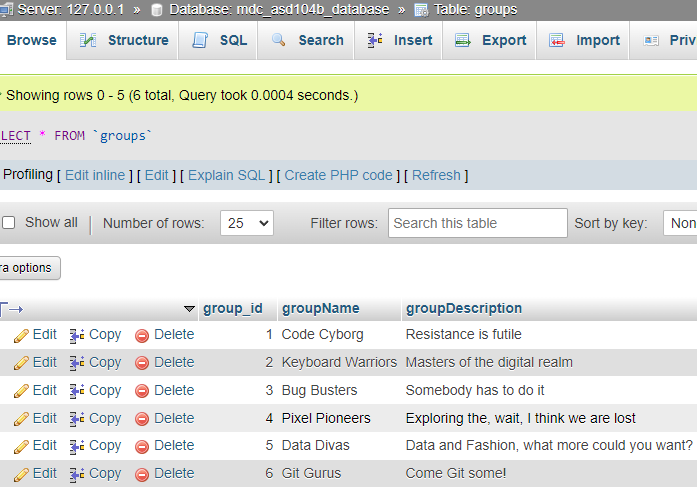 Server: 127.0.0.1 » Database: mdc_asd104b_database » Table: groups
Browse Structure SQL Search Insert Export Import Priv
Showing rows 0 - 5 (6 total, Query took 0.0004 seconds.)
LECT * FROM `groups`
Profiling [ Edit inline ] [ Edit ] [ Explain SQL ] [ Create PHP code ] [ Refresh ]
Show all | Number of rows: 25 Filter rows: Search this table Sort by key: Non
ra options
group_id groupName groupDescription
Edit Copy Delete 1 Code Cyborg Resistance is futile
Edit Copy Delete 2 Keyboard Warriors Masters of the digital realm
Edit Copy Delete 3 Bug Busters Somebody has to do it
Edit Copy Delete 4 Pixel Pioneers Exploring the, wait, I think we are lost
Edit Copy Delete 5 Data Divas Data and Fashion, what more could you want?
Edit Copy Delete 6 Git Gurus Come Git some!